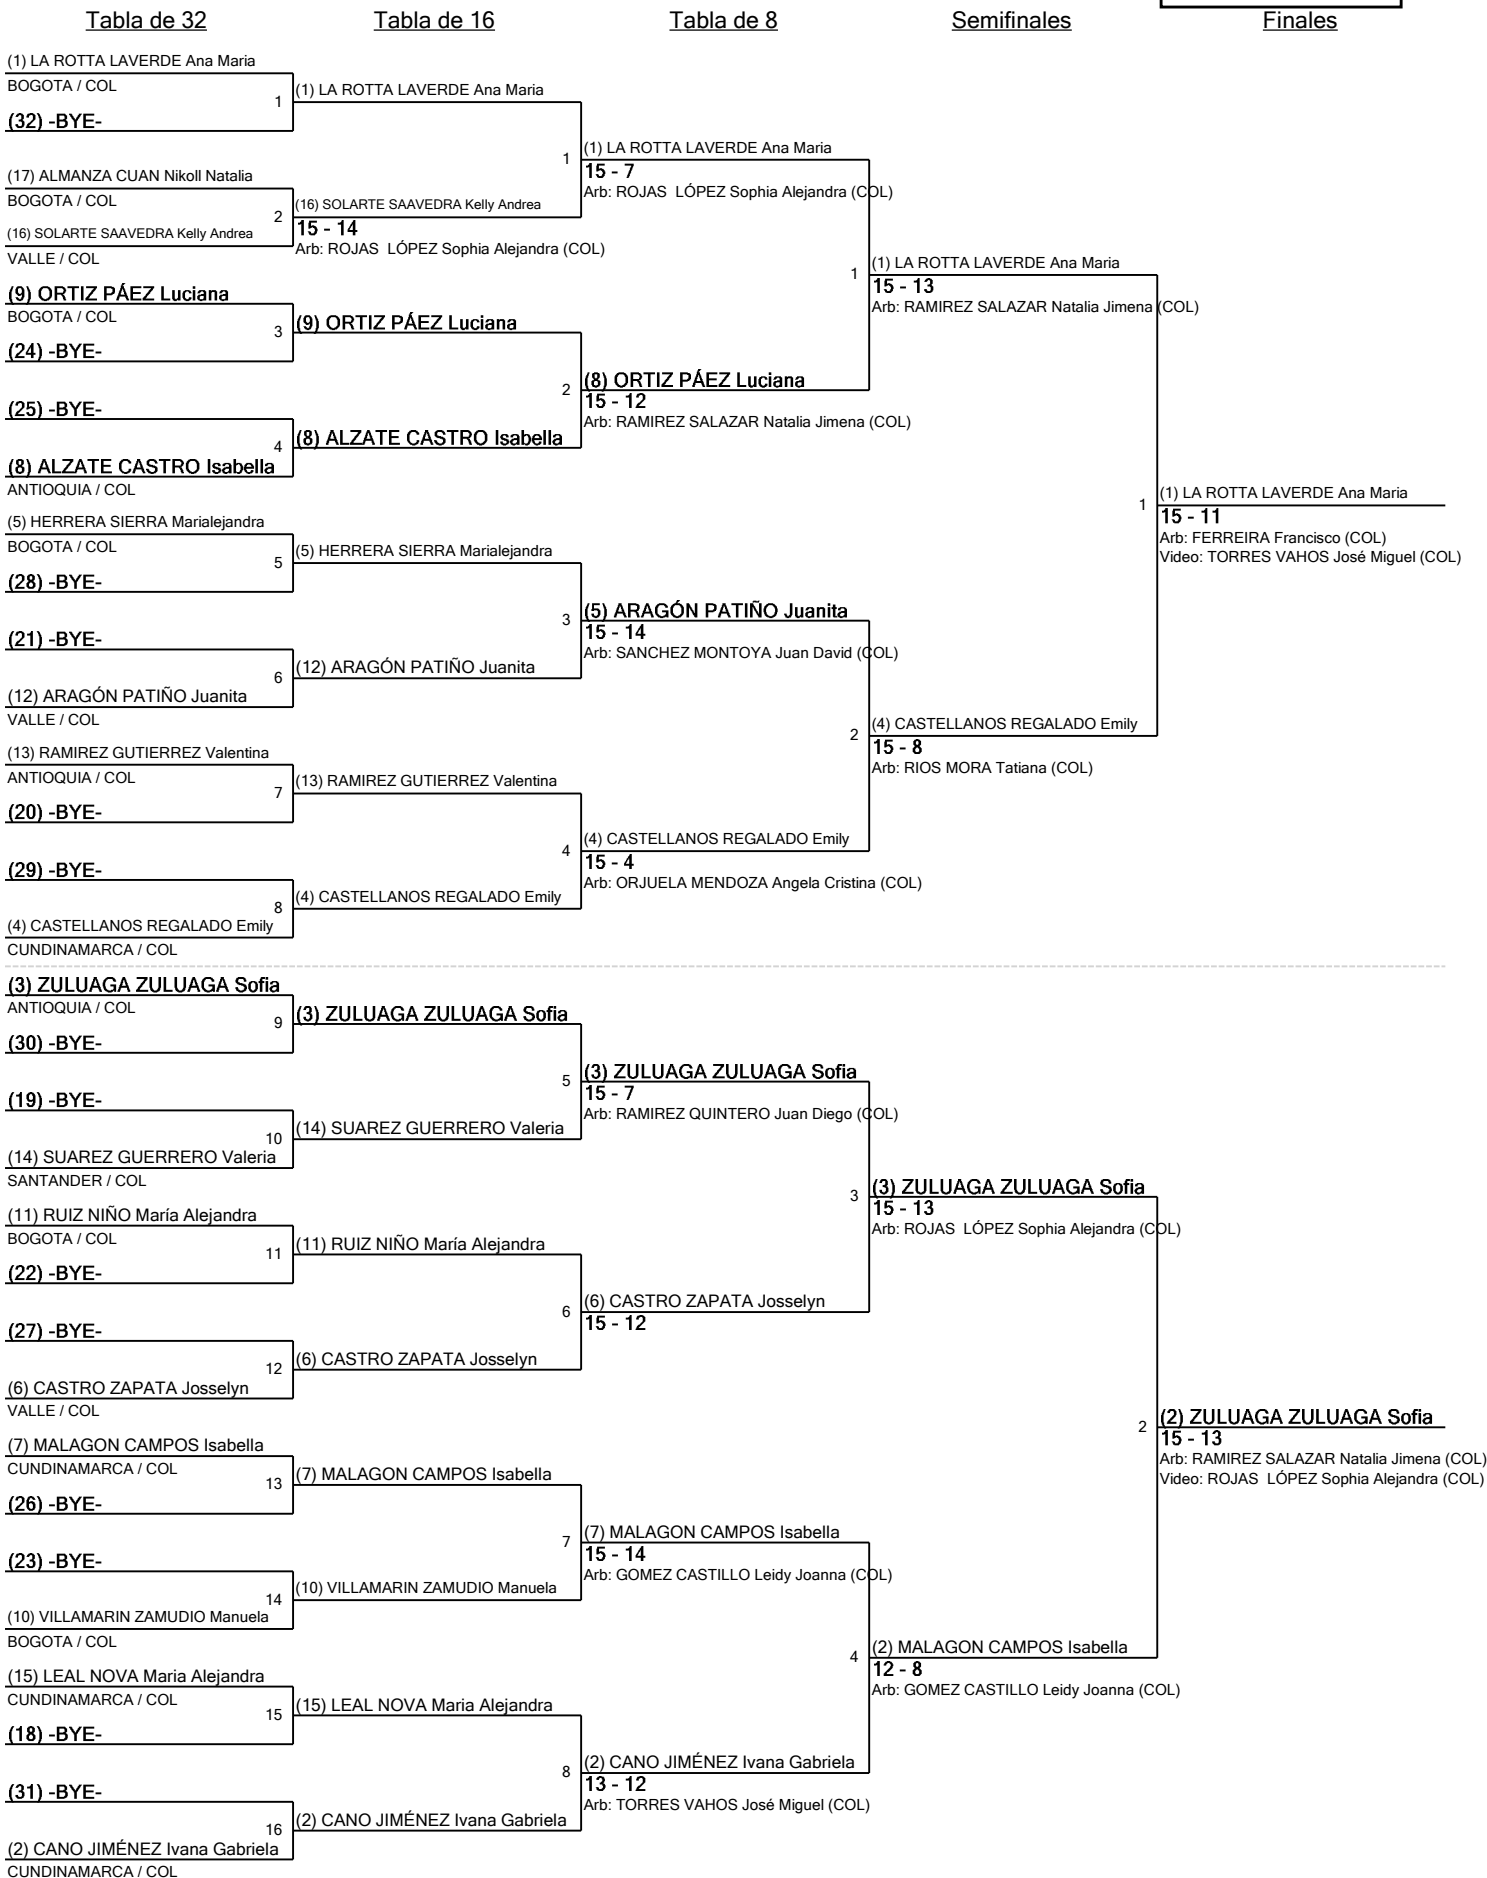 Tabla de 32
Tabla de 16
Tabla de 8
Semifinales
Finales
(1) LA ROTTA LAVERDE Ana Maria
BOGOTA / COL
1
(32) -BYE-
(17) ALMANZA CUAN Nikoll Natalia
BOGOTA / COL
2
(16) SOLARTE SAAVEDRA Kelly Andrea
VALLE / COL
(9) ORTIZ PÁEZ Luciana
BOGOTA / COL
3
(24) -BYE-
(25) -BYE-
4
(8) ALZATE CASTRO Isabella
ANTIOQUIA / COL
(5) HERRERA SIERRA Marialejandra
BOGOTA / COL
5
(28) -BYE-
(21) -BYE-
6
(12) ARAGÓN PATIÑO Juanita
VALLE / COL
(13) RAMIREZ GUTIERREZ Valentina
ANTIOQUIA / COL
7
(20) -BYE-
(29) -BYE-
8
(4) CASTELLANOS REGALADO Emily
CUNDINAMARCA / COL
(3) ZULUAGA ZULUAGA Sofia
ANTIOQUIA / COL
9
(30) -BYE-
(19) -BYE-
10
(14) SUAREZ GUERRERO Valeria
SANTANDER / COL
(11) RUIZ NIÑO María Alejandra
BOGOTA / COL
11
(22) -BYE-
(27) -BYE-
12
(6) CASTRO ZAPATA Josselyn
VALLE / COL
(7) MALAGON CAMPOS Isabella
CUNDINAMARCA / COL
13
(26) -BYE-
(23) -BYE-
14
(10) VILLAMARIN ZAMUDIO Manuela
BOGOTA / COL
(15) LEAL NOVA Maria Alejandra
CUNDINAMARCA / COL
15
(18) -BYE-
(31) -BYE-
16
(2) CANO JIMÉNEZ Ivana Gabriela
CUNDINAMARCA / COL
(1) LA ROTTA LAVERDE Ana Maria
1
(16) SOLARTE SAAVEDRA Kelly Andrea
15 - 14
Arb: ROJAS  LÓPEZ Sophia Alejandra (COL)
(9) ORTIZ PÁEZ Luciana
2
(8) ALZATE CASTRO Isabella
(5) HERRERA SIERRA Marialejandra
3
(12) ARAGÓN PATIÑO Juanita
(13) RAMIREZ GUTIERREZ Valentina
4
(4) CASTELLANOS REGALADO Emily
(3) ZULUAGA ZULUAGA Sofia
5
(14) SUAREZ GUERRERO Valeria
(11) RUIZ NIÑO María Alejandra
6
(6) CASTRO ZAPATA Josselyn
(7) MALAGON CAMPOS Isabella
7
(10) VILLAMARIN ZAMUDIO Manuela
(15) LEAL NOVA Maria Alejandra
8
(2) CANO JIMÉNEZ Ivana Gabriela
(1) LA ROTTA LAVERDE Ana Maria
15 - 7
Arb: ROJAS  LÓPEZ Sophia Alejandra (COL)
1
(8) ORTIZ PÁEZ Luciana
15 - 12
Arb: RAMIREZ SALAZAR Natalia Jimena (COL)
(5) ARAGÓN PATIÑO Juanita
15 - 14
Arb: SANCHEZ MONTOYA Juan David (COL)
2
(4) CASTELLANOS REGALADO Emily
15 - 4
Arb: ORJUELA MENDOZA Angela Cristina (COL)
(3) ZULUAGA ZULUAGA Sofia
15 - 7
Arb: RAMIREZ QUINTERO Juan Diego (COL)
3
(6) CASTRO ZAPATA Josselyn
15 - 12
(7) MALAGON CAMPOS Isabella
15 - 14
Arb: GOMEZ CASTILLO Leidy Joanna (COL)
4
(2) CANO JIMÉNEZ Ivana Gabriela
13 - 12
Arb: TORRES VAHOS José Miguel (COL)
(1) LA ROTTA LAVERDE Ana Maria
15 - 13
Arb: RAMIREZ SALAZAR Natalia Jimena (COL)
1
(4) CASTELLANOS REGALADO Emily
15 - 8
Arb: RIOS MORA Tatiana (COL)
(3) ZULUAGA ZULUAGA Sofia
15 - 13
Arb: ROJAS  LÓPEZ Sophia Alejandra (COL)
2
(2) MALAGON CAMPOS Isabella
12 - 8
Arb: GOMEZ CASTILLO Leidy Joanna (COL)
(1) LA ROTTA LAVERDE Ana Maria
15 - 11
Arb: FERREIRA Francisco (COL)
Video: TORRES VAHOS José Miguel (COL)
(2) ZULUAGA ZULUAGA Sofia
15 - 13
Arb: RAMIREZ SALAZAR Natalia Jimena (COL)
Video: ROJAS  LÓPEZ Sophia Alejandra (COL)